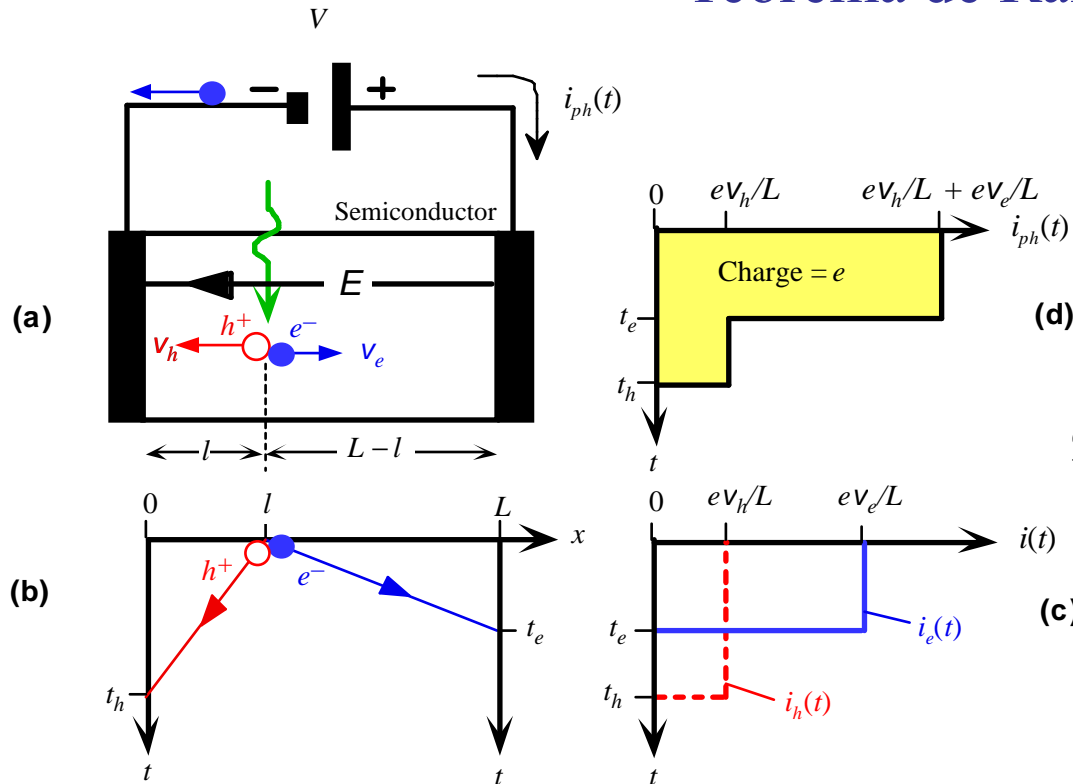 Teorema de Ra
V
- +
i_ph(t)
Semiconductor
E
h+ e−
v_h v_e
l L − l
(a)
0 ev_h/L ev_h/L + ev_e/L
i_ph(t)
Charge = e
t_e
t_h
t
(d)
0 l L
x
h+ e−
t_e
t_h
t t
(b)
0 ev_h/L ev_e/L
i(t)
t_e
i_e(t)
t_h
i_h(t)
t
(c)